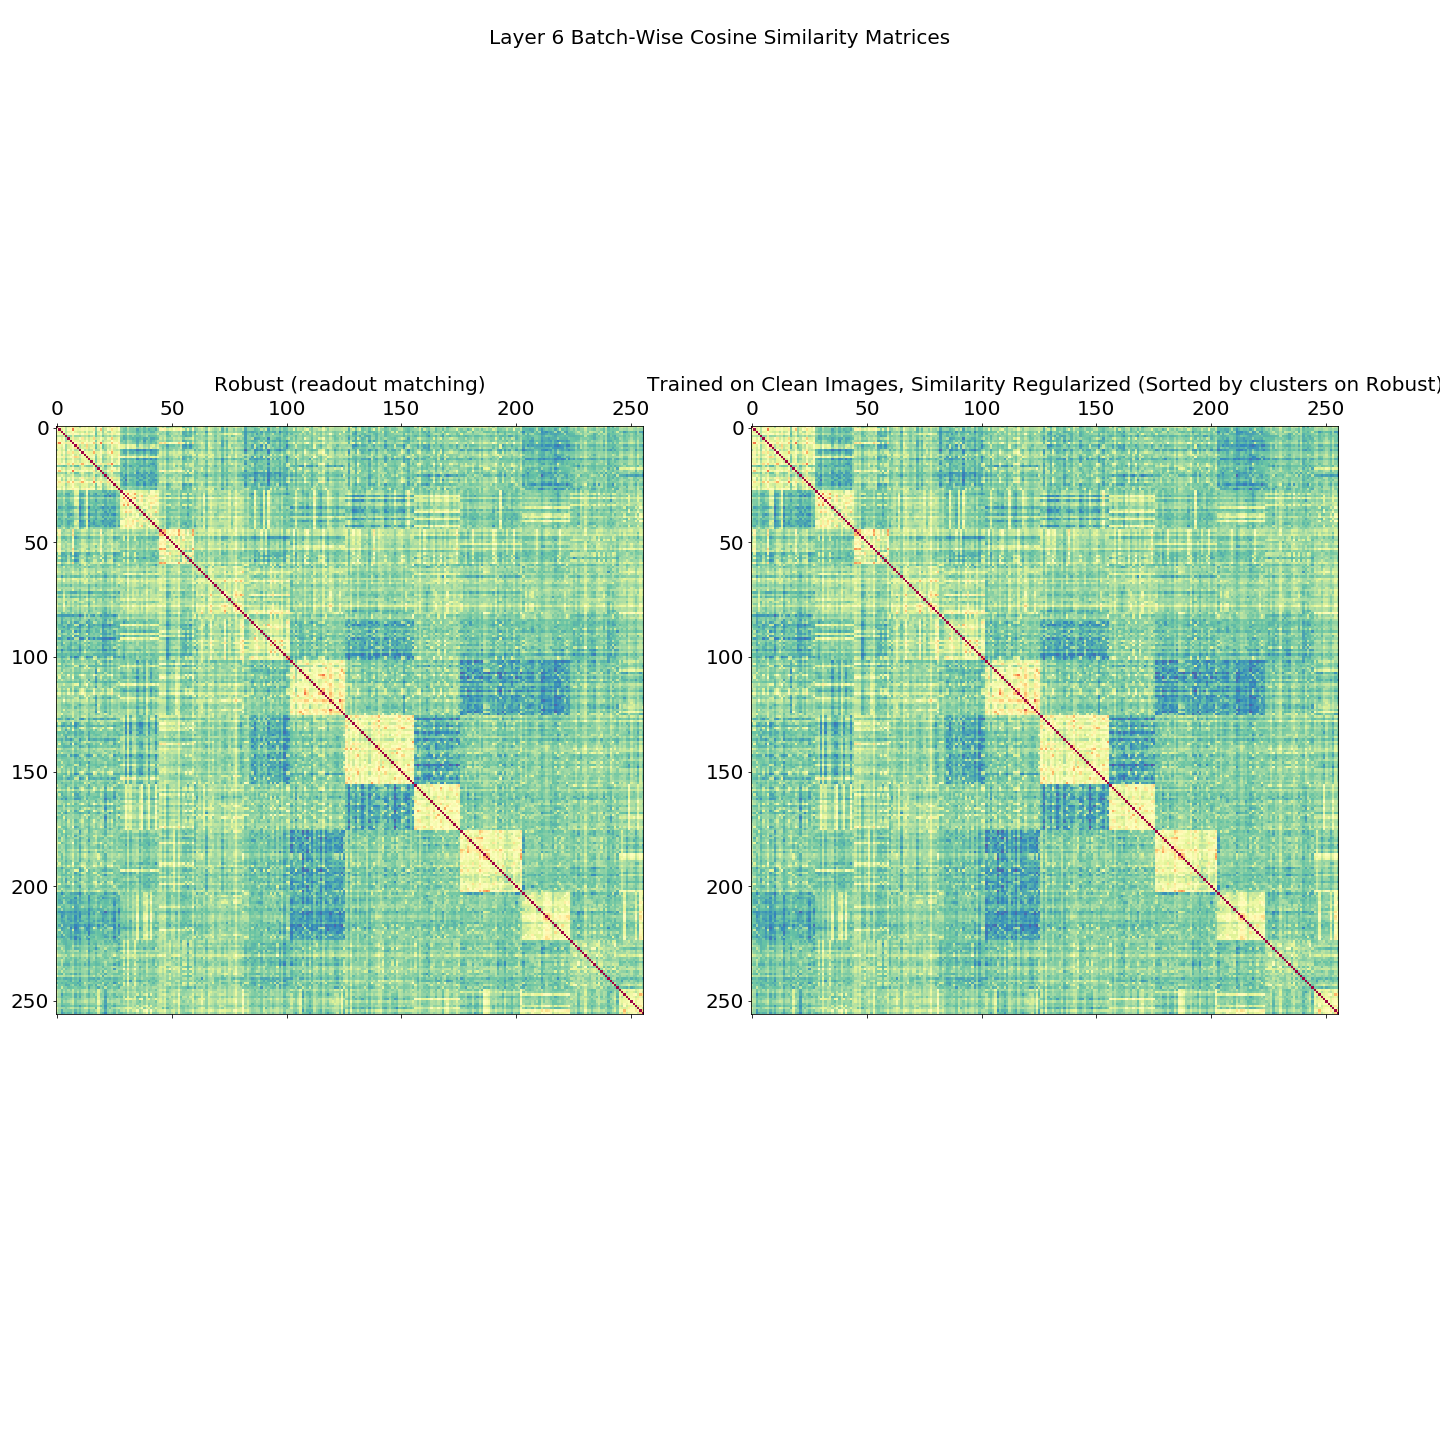 Layer 6 Batch-Wise Cosine Similarity Matrices
Robust (readout matching)
Trained on Clean Images, Similarity Regularized (Sorted by clusters on Robust)
0 50 100 150 200 250
0 50 100 150 200 250
0
50
100
150
200
250
0
50
100
150
200
250